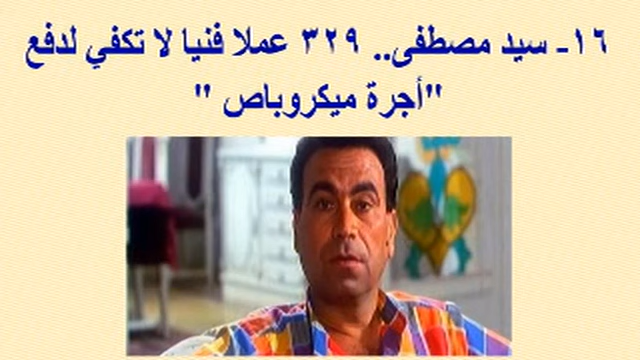 ١٦- سيد مصطفى.. ٣٢٩ عملا فنيا لا تكفي لدفع
"أجرة ميكروباص "